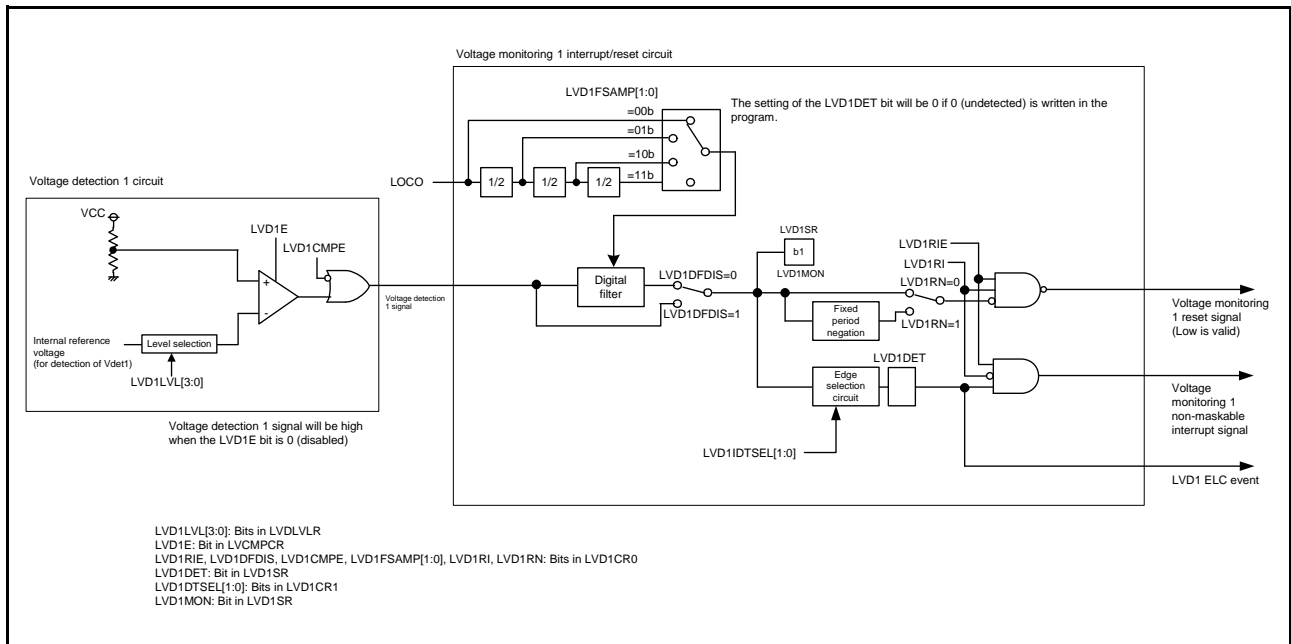 Voltage monitoring 1 interrupt/reset circuit
LVD1FSAMP[1:0]
=00b
=01b
=10b
=11b
The setting of the LVD1DET bit will be 0 if 0 (undetected) is written in the
program.
LOCO
1/2
1/2
1/2
Voltage detection 1 circuit
VCC
LVD1E
LVD1CMPE
+
-
Internal reference
voltage
(for detection of Vdet1)
Level selection
LVD1LVL[3:0]
Voltage detection
1 signal
Voltage detection 1 signal will be high
when the LVD1E bit is 0 (disabled)
Digital
filter
LVD1DFDIS=0
LVD1DFDIS=1
LVD1SR
b1
LVD1MON
Fixed
period
negation
LVD1RIE
LVD1RI
LVD1RN=0
LVD1RN=1
LVD1DET
Edge
selection
circuit
LVD1IDTSEL[1:0]
Voltage monitoring
1 reset signal
(Low is valid)
Voltage
monitoring 1
non-maskable
interrupt signal
LVD1 ELC event
LVD1LVL[3:0]: Bits in LVDLVLR
LVD1E: Bit in LVCMPCR
LVD1RIE, LVD1DFDIS, LVD1CMPE, LVD1FSAMP[1:0], LVD1RI, LVD1RN: Bits in LVD1CR0
LVD1DET: Bit in LVD1SR
LVD1DTSEL[1:0]: Bits in LVD1CR1
LVD1MON: Bit in LVD1SR